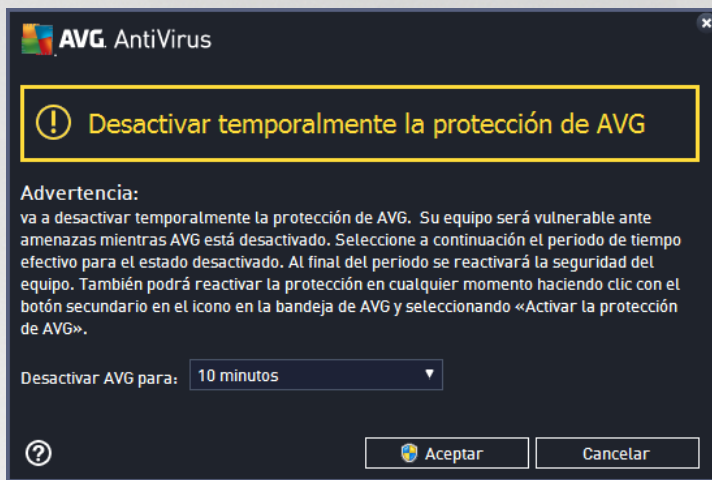 AVG. AntiVirus
Desactivar temporalmente la protección de AVG
Advertencia:
va a desactivar temporalmente la protección de AVG. Su equipo será vulnerable ante
amenazas mientras AVG está desactivado. Seleccione a continuación el periodo de tiempo
efectivo para el estado desactivado. Al final del periodo se reactivará la seguridad del
equipo. También podrá reactivar la protección en cualquier momento haciendo clic con el
botón secundario en el icono en la bandeja de AVG y seleccionando «Activar la protección
de AVG».
Desactivar AVG para: 10 minutos
Aceptar Cancelar